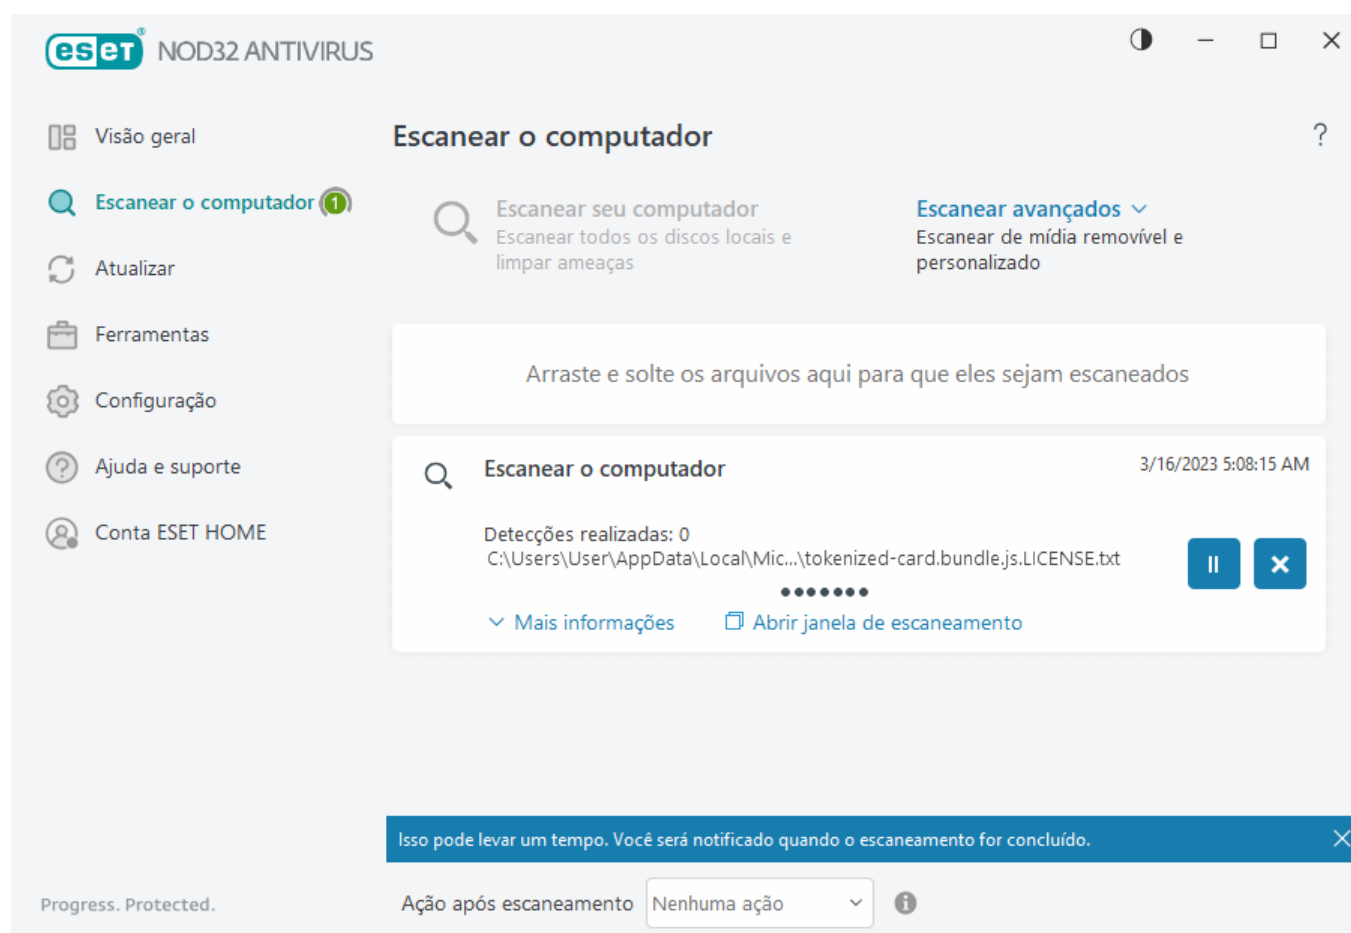 eset® NOD32 ANTIVIRUS
Visão geral
Escanear o computador 1
Atualizar
Ferramentas
Configuração
Ajuda e suporte
Conta ESET HOME
Progress. Protected.
Escanear o computador
?
Escanear seu computador
Escanear todos os discos locais e
limpar ameaças
Escanear avançados
Escanear de mídia removível e
personalizado
Arraste e solte os arquivos aqui para que eles sejam escaneados
Escanear o computador
3/16/2023 5:08:15 AM
Detecções realizadas: 0
C:\Users\User\AppData\Local\Mic...\tokenized-card.bundle.js.LICENSE.txt
Mais informações
Abrir janela de escaneamento
Isso pode levar um tempo. Você será notificado quando o escaneamento for concluído.
Ação após escaneamento
Nenhuma ação